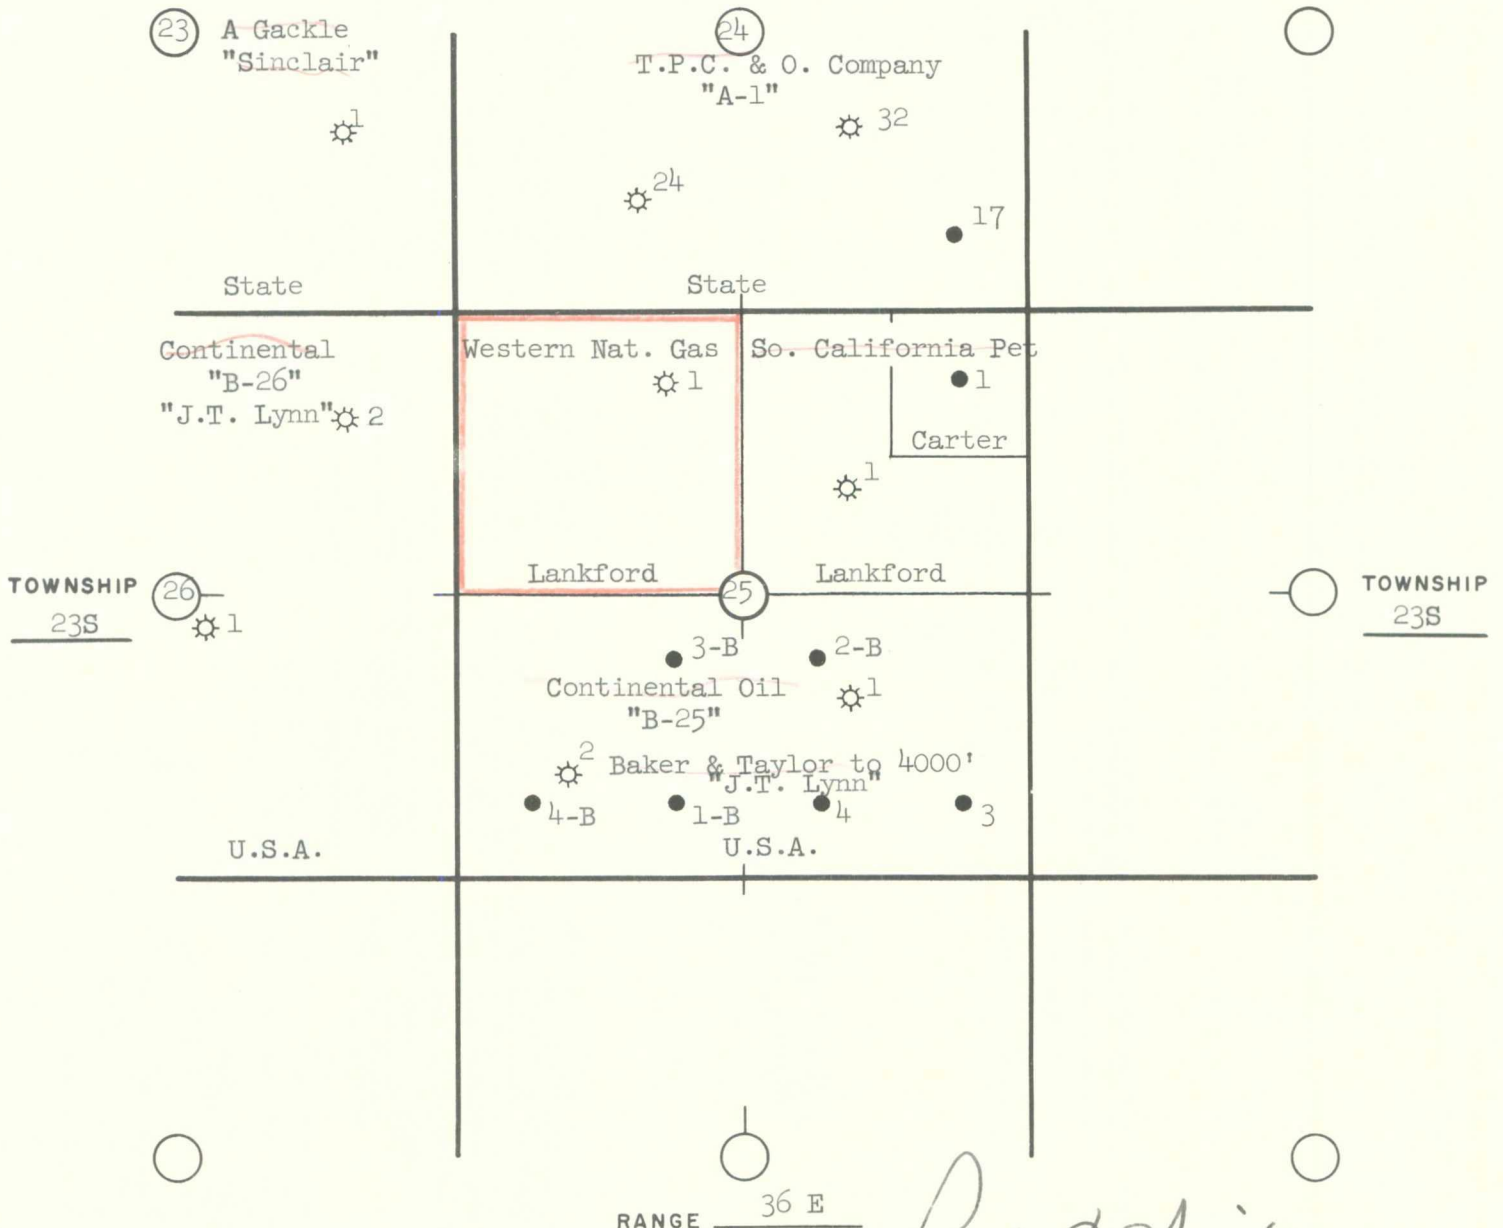 23 A Gackle
"Sinclair"
1
24
T.P.C. & O. Company
"A-1"
32
24
17
State
State
Continental
"B-26"
"J.T. Lynn" 2
Western Nat. Gas
1
So. California Pet
1
Carter
1
Lankford
Lankford
TOWNSHIP
23S
26
1
25
TOWNSHIP
23S
3-B
2-B
Continental Oil
"B-25"
1
2 Baker & Taylor to 4000'
"J.T. Lynn"
4-B
1-B
4
3
U.S.A.
U.S.A.
RANGE 36 E